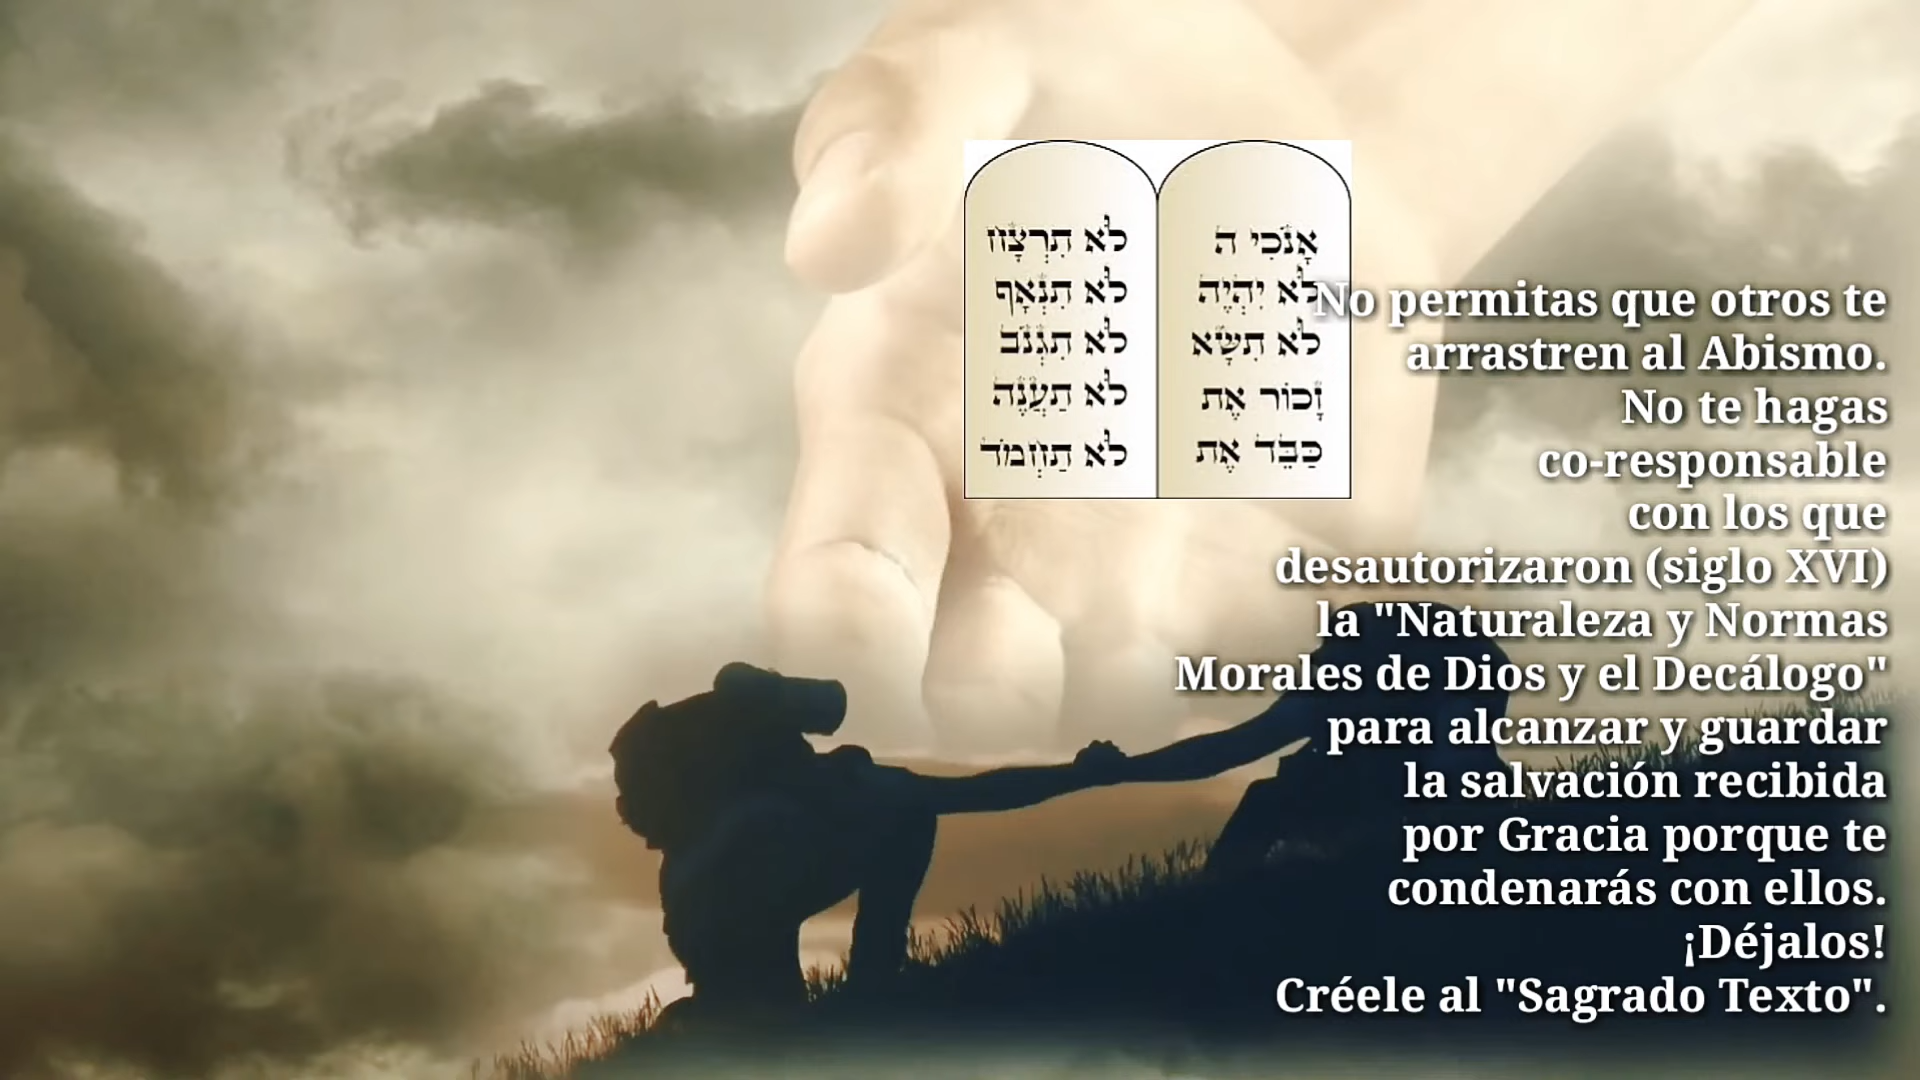 אָנֹכִי ה
לֹא יִהְיֶה
לֹא תִשָּׂא
זָכוֹר אֶת
כַּבֵּד אֶת
לֹא תִּרְצָח
לֹא תִּנְאָף
לֹא תִּגְנֹב
לֹא תַעֲנֶה
לֹא תַחְמֹד
No permitas que otros te
arrastren al Abismo.
No te hagas
co-responsable
con los que
desautorizaron (siglo XVI)
la "Naturaleza y Normas
Morales de Dios y el Decálogo"
para alcanzar y guardar
la salvación recibida
por Gracia porque te
condenarás con ellos.
¡Déjalos!
Créele al "Sagrado Texto".